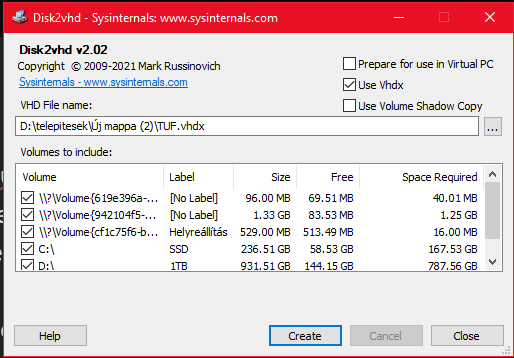 Disk2vhd - Sysinternals: www.sysinternals.com
Disk2vhd v2.02
Copyright © 2009-2021 Mark Russinovich
Sysinternals - www.sysinternals.com
Prepare for use in Virtual PC
Use Vhdx
Use Volume Shadow Copy
VHD File name:
D:\telepitesek\Új mappa (2)\TUF.vhdx
...
Volumes to include:
Volume Label Size Free Space Required
\\?\Volume{619e396a-... [No Label] 96.00 MB 69.51 MB 40.01 MB
\\?\Volume{942104f5-... [No Label] 1.33 GB 83.53 MB 1.25 GB
\\?\Volume{cf1c75f6-b... Helyreállítás 529.00 MB 513.49 MB 16.00 MB
C:\ SSD 236.51 GB 58.53 GB 167.53 GB
D:\ 1TB 931.51 GB 144.15 GB 787.56 GB
Help Create Cancel Close